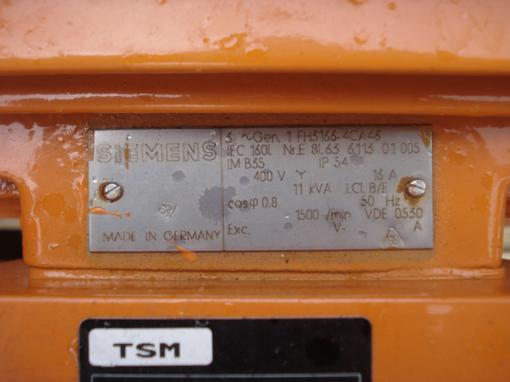 SIEMENS
MADE IN GERMANY
3 ~ Gen. 1 FH3166-4CA46
IEC 160L Nr.E 8L63 6113 01 005
IM B35 IP 54
400 V Y 16 A
11 kVA I.CL B/F
cosφ 0.8 50 Hz
1500 /min VDE 0530
Exc. V- A
TSM